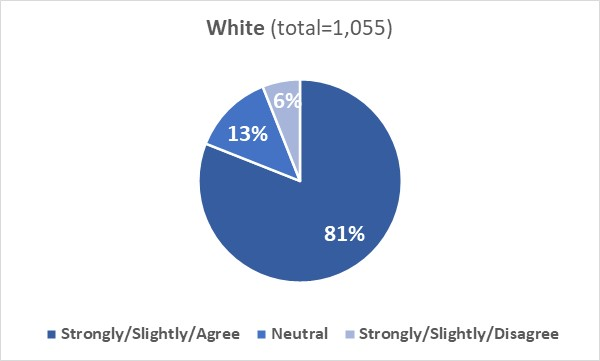 White (total=1,055)
6%
13%
81%
Strongly/Slightly/Agree Neutral Strongly/Slightly/Disagree